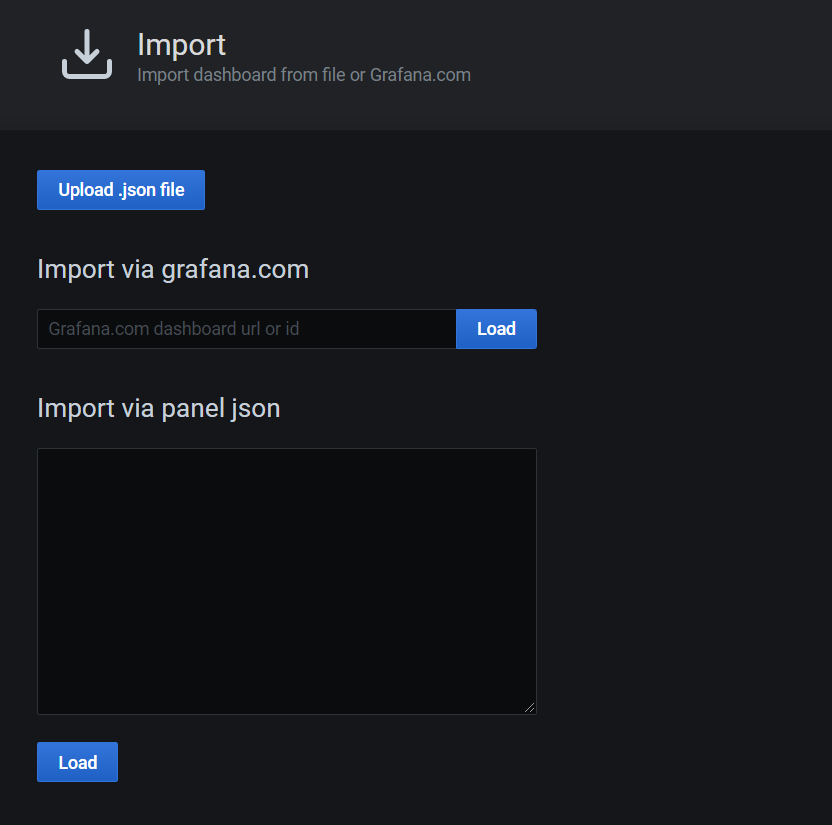 Import
Import dashboard from file or Grafana.com
Upload .json file
Import via grafana.com
Grafana.com dashboard url or id
Load
Import via panel json
Load